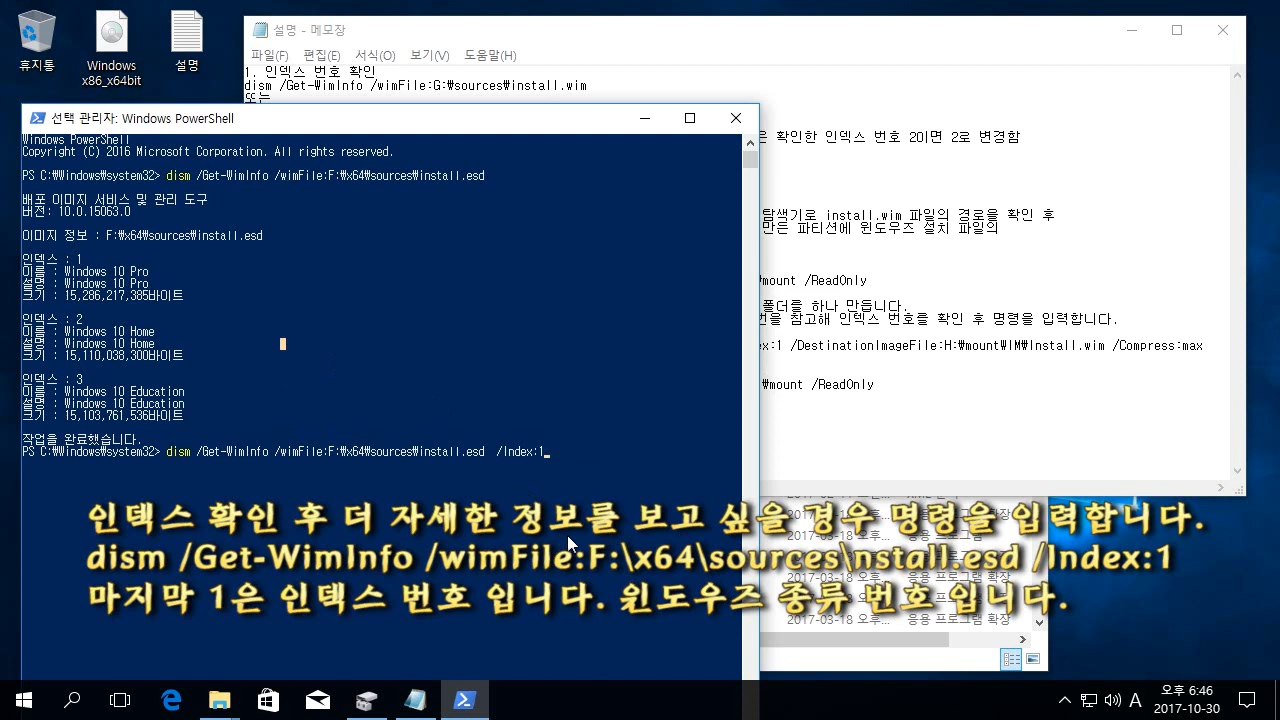 휴지통
Windows
x86_x64bit
설명
설명 - 메모장
파일(F) 편집(E) 서식(O) 보기(V) 도움말(H)
1. 인덱스 번호 확인
dism /Get-WimInfo /wimFile:G:₩sources₩install.wim
또는
은 확인한 인덱스 번호 2이면 2로 변경함
탐색기로 install.wim 파일의 경로을 확인 후
만든 파티션에 윈도우즈 설치 파일의
₩mount /ReadOnly
폴더를 하나 만듭니다.
번을 참고해 인덱스 번호를 확인 후 명령을 입력합니다.
ex:1 /DestinationImageFile:H:₩mountWIM₩Install.wim /Compress:max
₩mount /ReadOnly
선택 관리자: Windows PowerShell
Windows PowerShell
Copyright (C) 2016 Microsoft Corporation. All rights reserved.
PS C:₩Windows₩system32> dism /Get-WimInfo /wimFile:F:₩x64₩sources₩install.esd
배포 이미지 서비스 및 관리 도구
버전: 10.0.15063.0
이미지 정보 : F:₩x64₩sources₩install.esd
인덱스 : 1
이름 : Windows 10 Pro
설명 : Windows 10 Pro
크기 : 15,286,217,385바이트
인덱스 : 2
이름 : Windows 10 Home
설명 : Windows 10 Home
크기 : 15,110,038,300바이트
인덱스 : 3
이름 : Windows 10 Education
설명 : Windows 10 Education
크기 : 15,103,761,536바이트
작업을 완료했습니다.
PS C:₩Windows₩system32> dism /Get-WimInfo /wimFile:F:₩x64₩sources₩install.esd /Index:1
인덱스 확인 후 더 자세한 정보를 보고 싶을 경우 명령을 입력합니다.
dism /Get-WimInfo /wimFile:F:\x64\sources\nstall.esd /Index:1
마지막 1은 인덱스 번호 입니다. 윈도우즈 종류 번호 입니다.
2017-03-18 오후... 응용 프로그램 확장
2017-03-18 오후... 응용 프로그램 확장
A
오후 6:46
2017-10-30